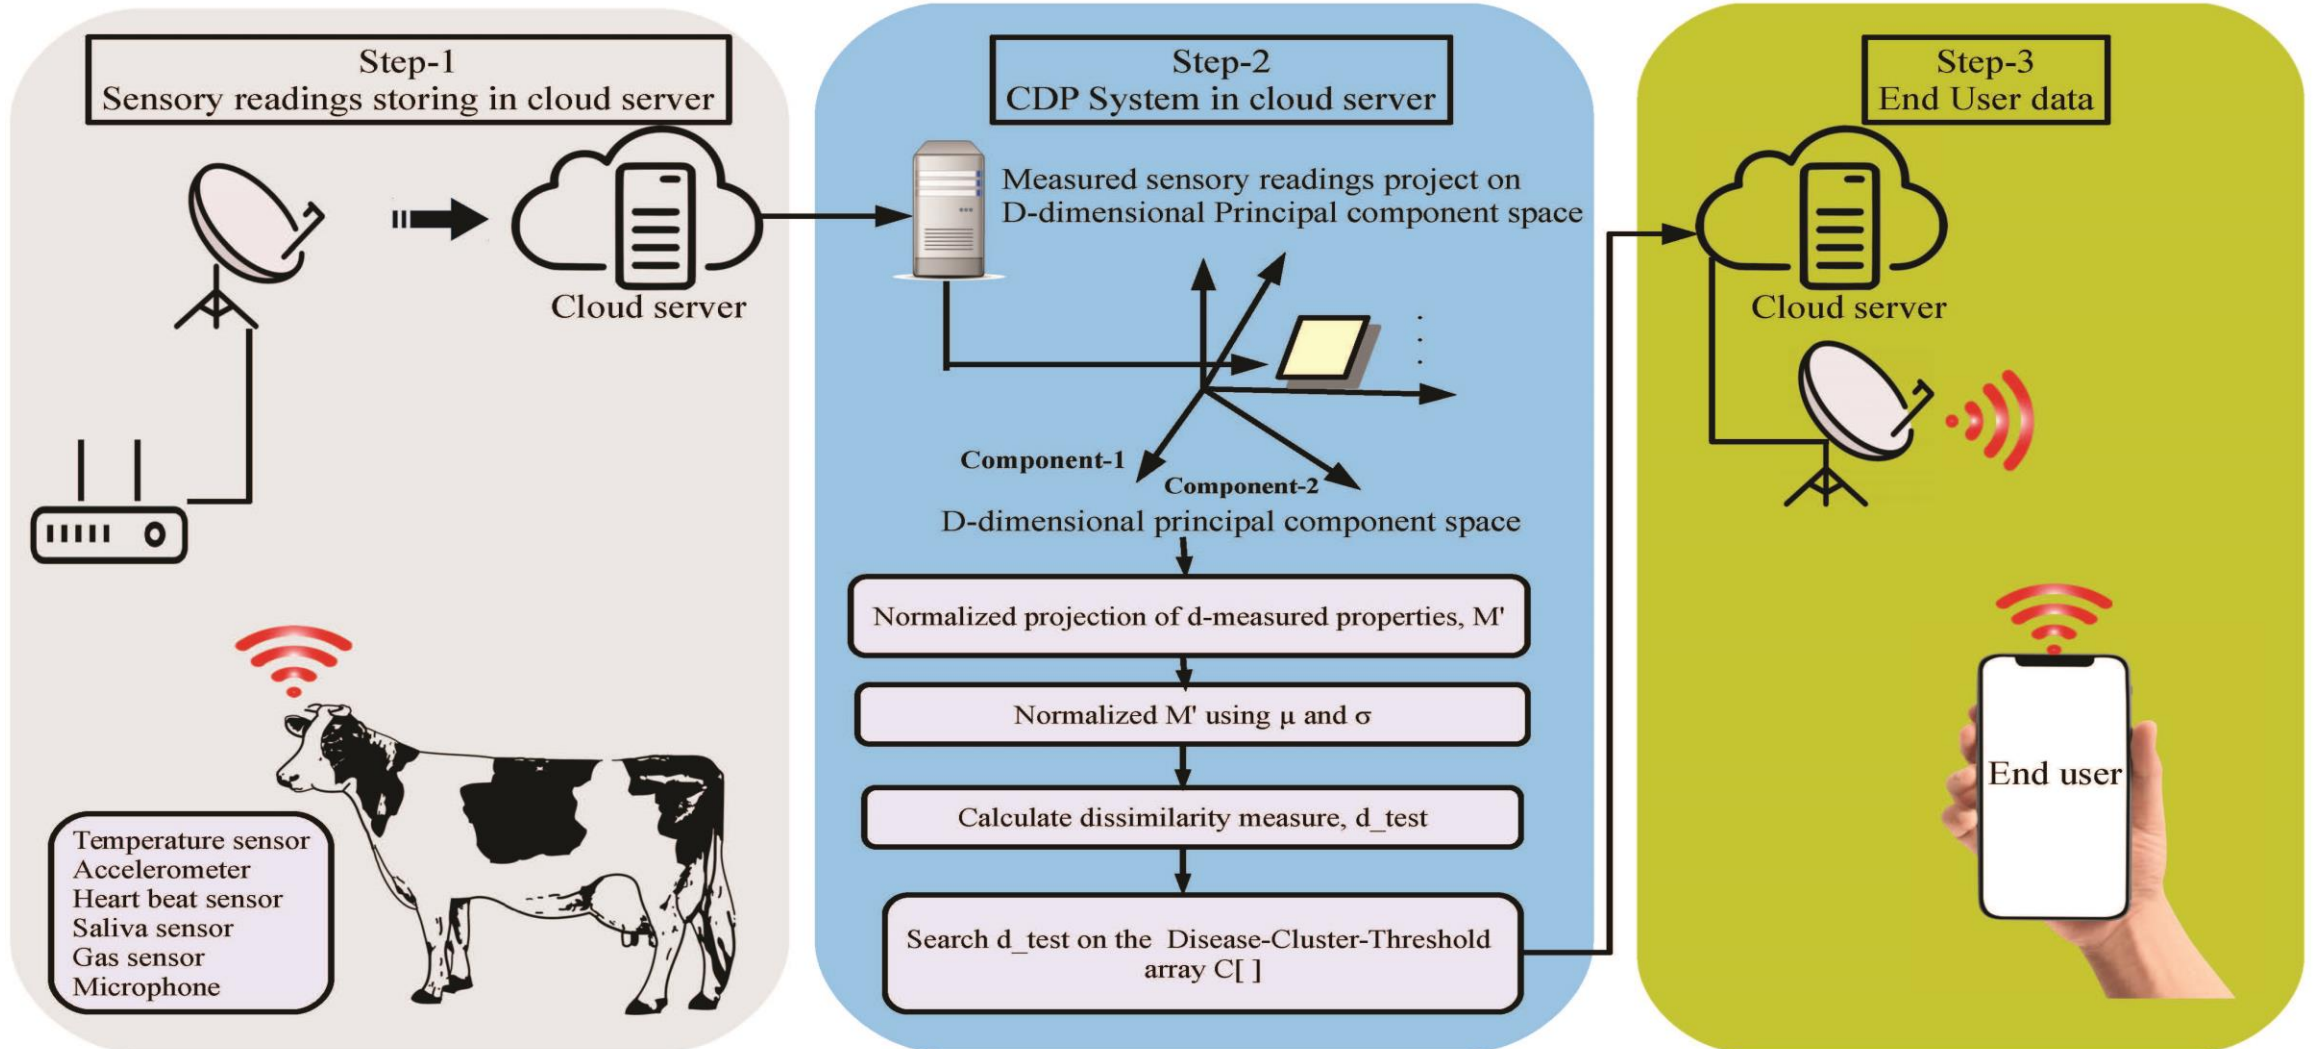 Step-1
Sensory readings storing in cloud server
Cloud server
Temperature sensor
Accelerometer
Heart beat sensor
Saliva sensor
Gas sensor
Microphone
Step-2
CDP System in cloud server
Measured sensory readings project on
D-dimensional Principal component space
Component-1
Component-2
D-dimensional principal component space
Normalized projection of d-measured properties, M'
Normalized M' using μ and σ
Calculate dissimilarity measure, d_test
Search d_test on the Disease-Cluster-Threshold
array C[ ]
Step-3
End User data
Cloud server
End user